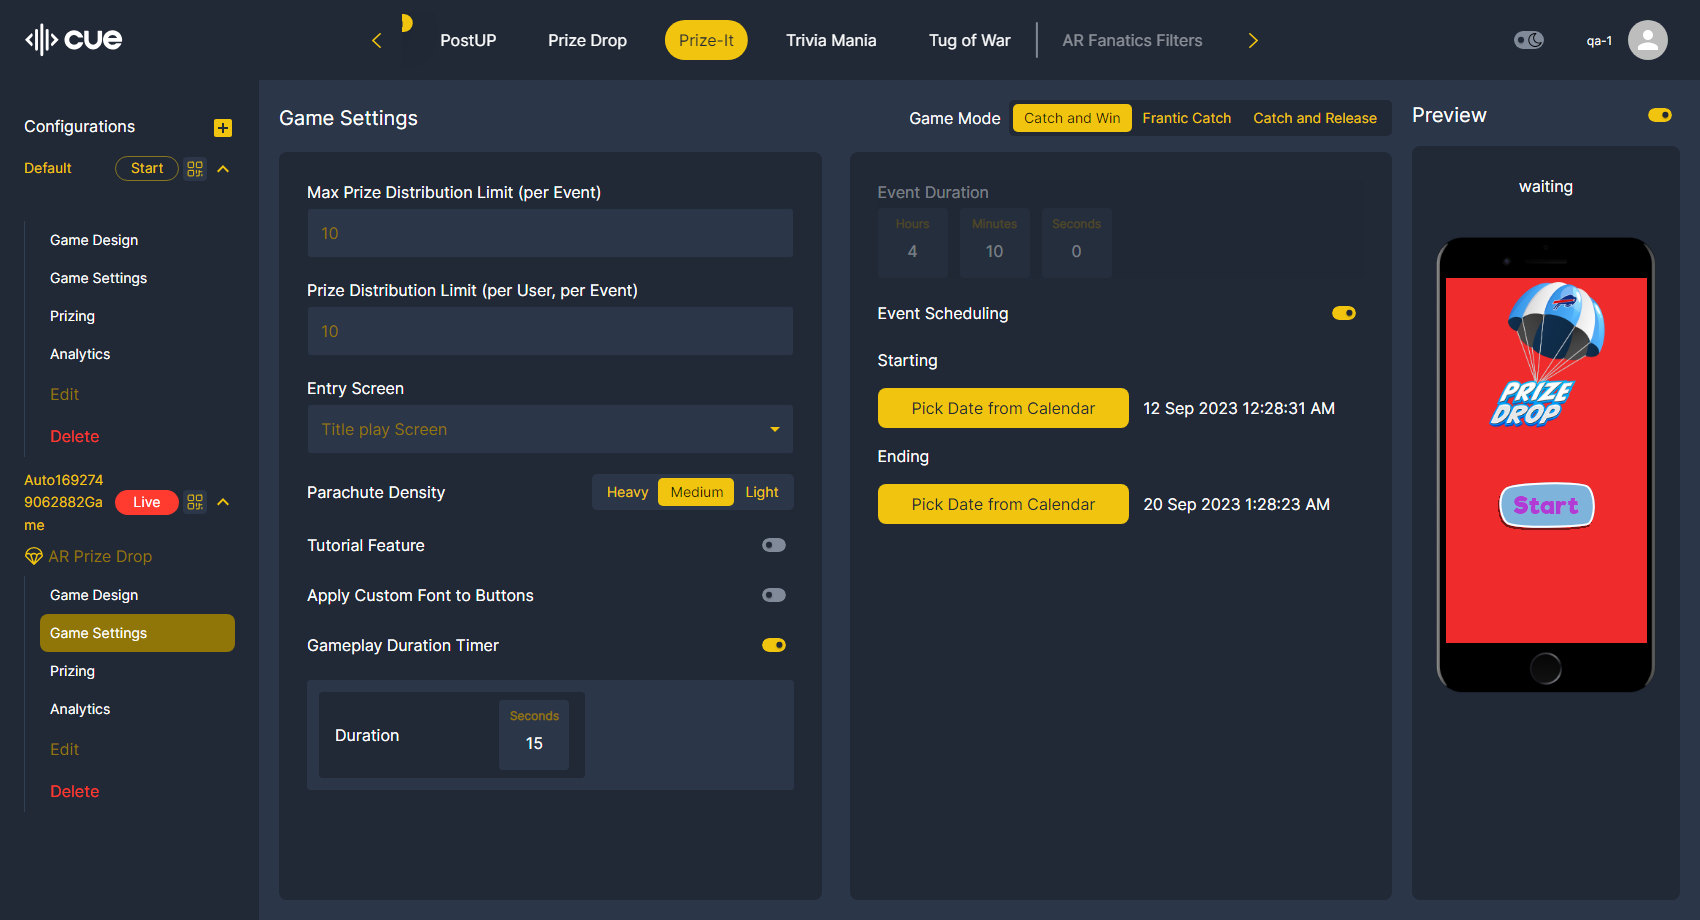 cue
PostUP
Prize Drop
Prize-It
Trivia Mania
Tug of War
AR Fanatics Filters
qa-1
Configurations
Default
Start
Game Design
Game Settings
Prizing
Analytics
Edit
Delete
Auto169274
9062882Ga
me
Live
AR Prize Drop
Game Design
Game Settings
Prizing
Analytics
Edit
Delete
Game Settings
Game Mode
Catch and Win
Frantic Catch
Catch and Release
Max Prize Distribution Limit (per Event)
10
Prize Distribution Limit (per User, per Event)
10
Entry Screen
Title play Screen
Parachute Density
Heavy
Medium
Light
Tutorial Feature
Apply Custom Font to Buttons
Gameplay Duration Timer
Duration
Seconds
15
Event Duration
Hours
4
Minutes
10
Seconds
0
Event Scheduling
Starting
Pick Date from Calendar
12 Sep 2023 12:28:31 AM
Ending
Pick Date from Calendar
20 Sep 2023 1:28:23 AM
Preview
waiting
PRIZE
DROP
Start